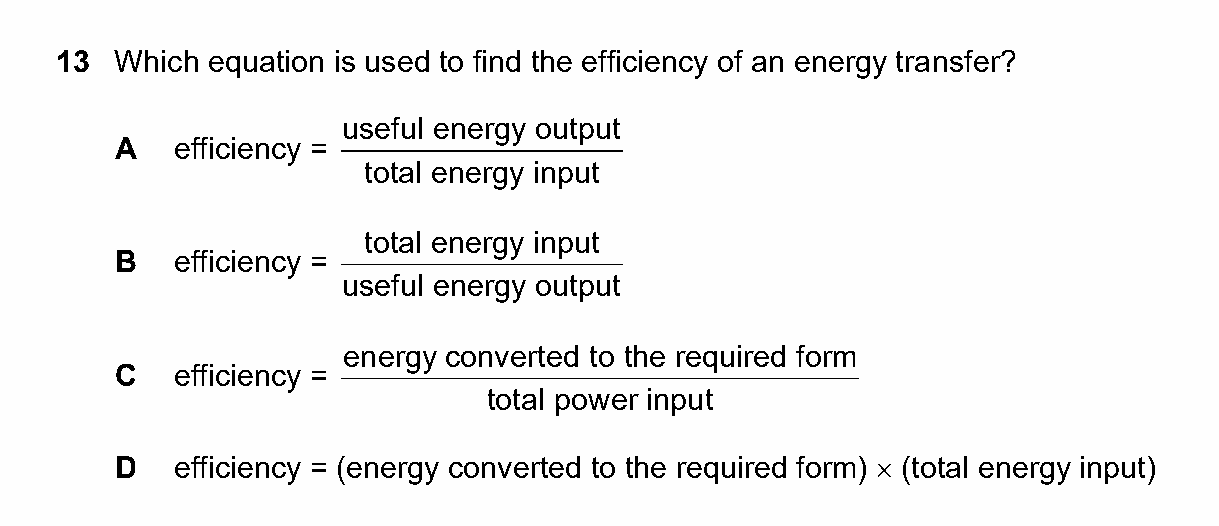 13 Which equation is used to find the efficiency of an energy transfer?
A efficiency = useful energy output / total energy input
B efficiency = total energy input / useful energy output
C efficiency = energy converted to the required form / total power input
D efficiency = (energy converted to the required form) × (total energy input)